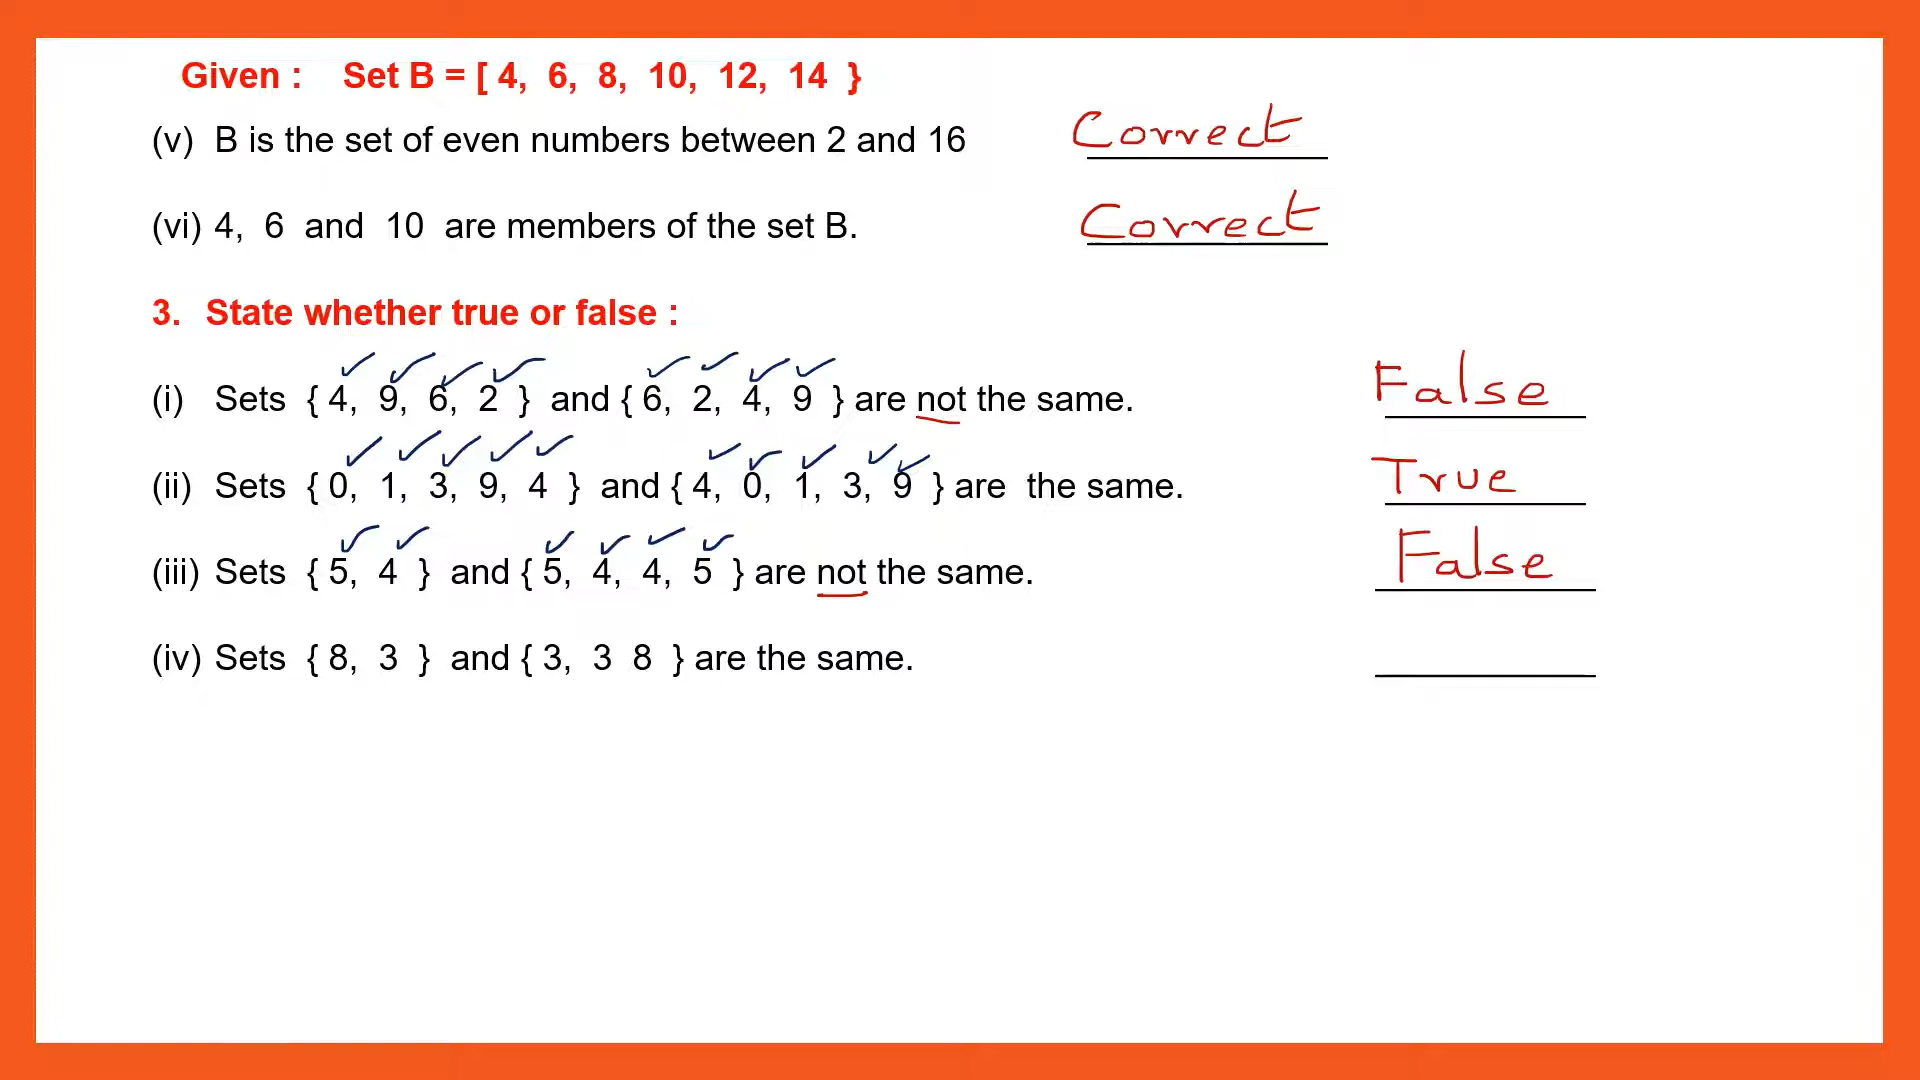 Given : Set B = [ 4, 6, 8, 10, 12, 14 }
(v) B is the set of even numbers between 2 and 16 Correct
(vi) 4, 6 and 10 are members of the set B. Correct
3. State whether true or false :
(i) Sets { 4, 9, 6, 2 } and { 6, 2, 4, 9 } are not the same. False
(ii) Sets { 0, 1, 3, 9, 4 } and { 4, 0, 1, 3, 9 } are the same. True
(iii) Sets { 5, 4 } and { 5, 4, 4, 5 } are not the same. False
(iv) Sets { 8, 3 } and { 3, 3 8 } are the same.